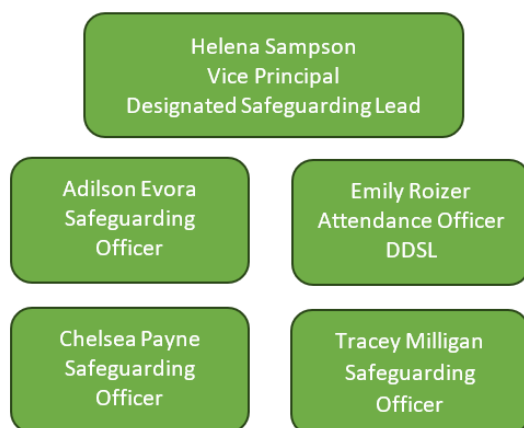 Helena Sampson
Vice Principal
Designated Safeguarding Lead
Adilson Evora
Safeguarding
Officer
Emily Roizer
Attendance Officer
DDSL
Chelsea Payne
Safeguarding
Officer
Tracey Milligan
Safeguarding
Officer